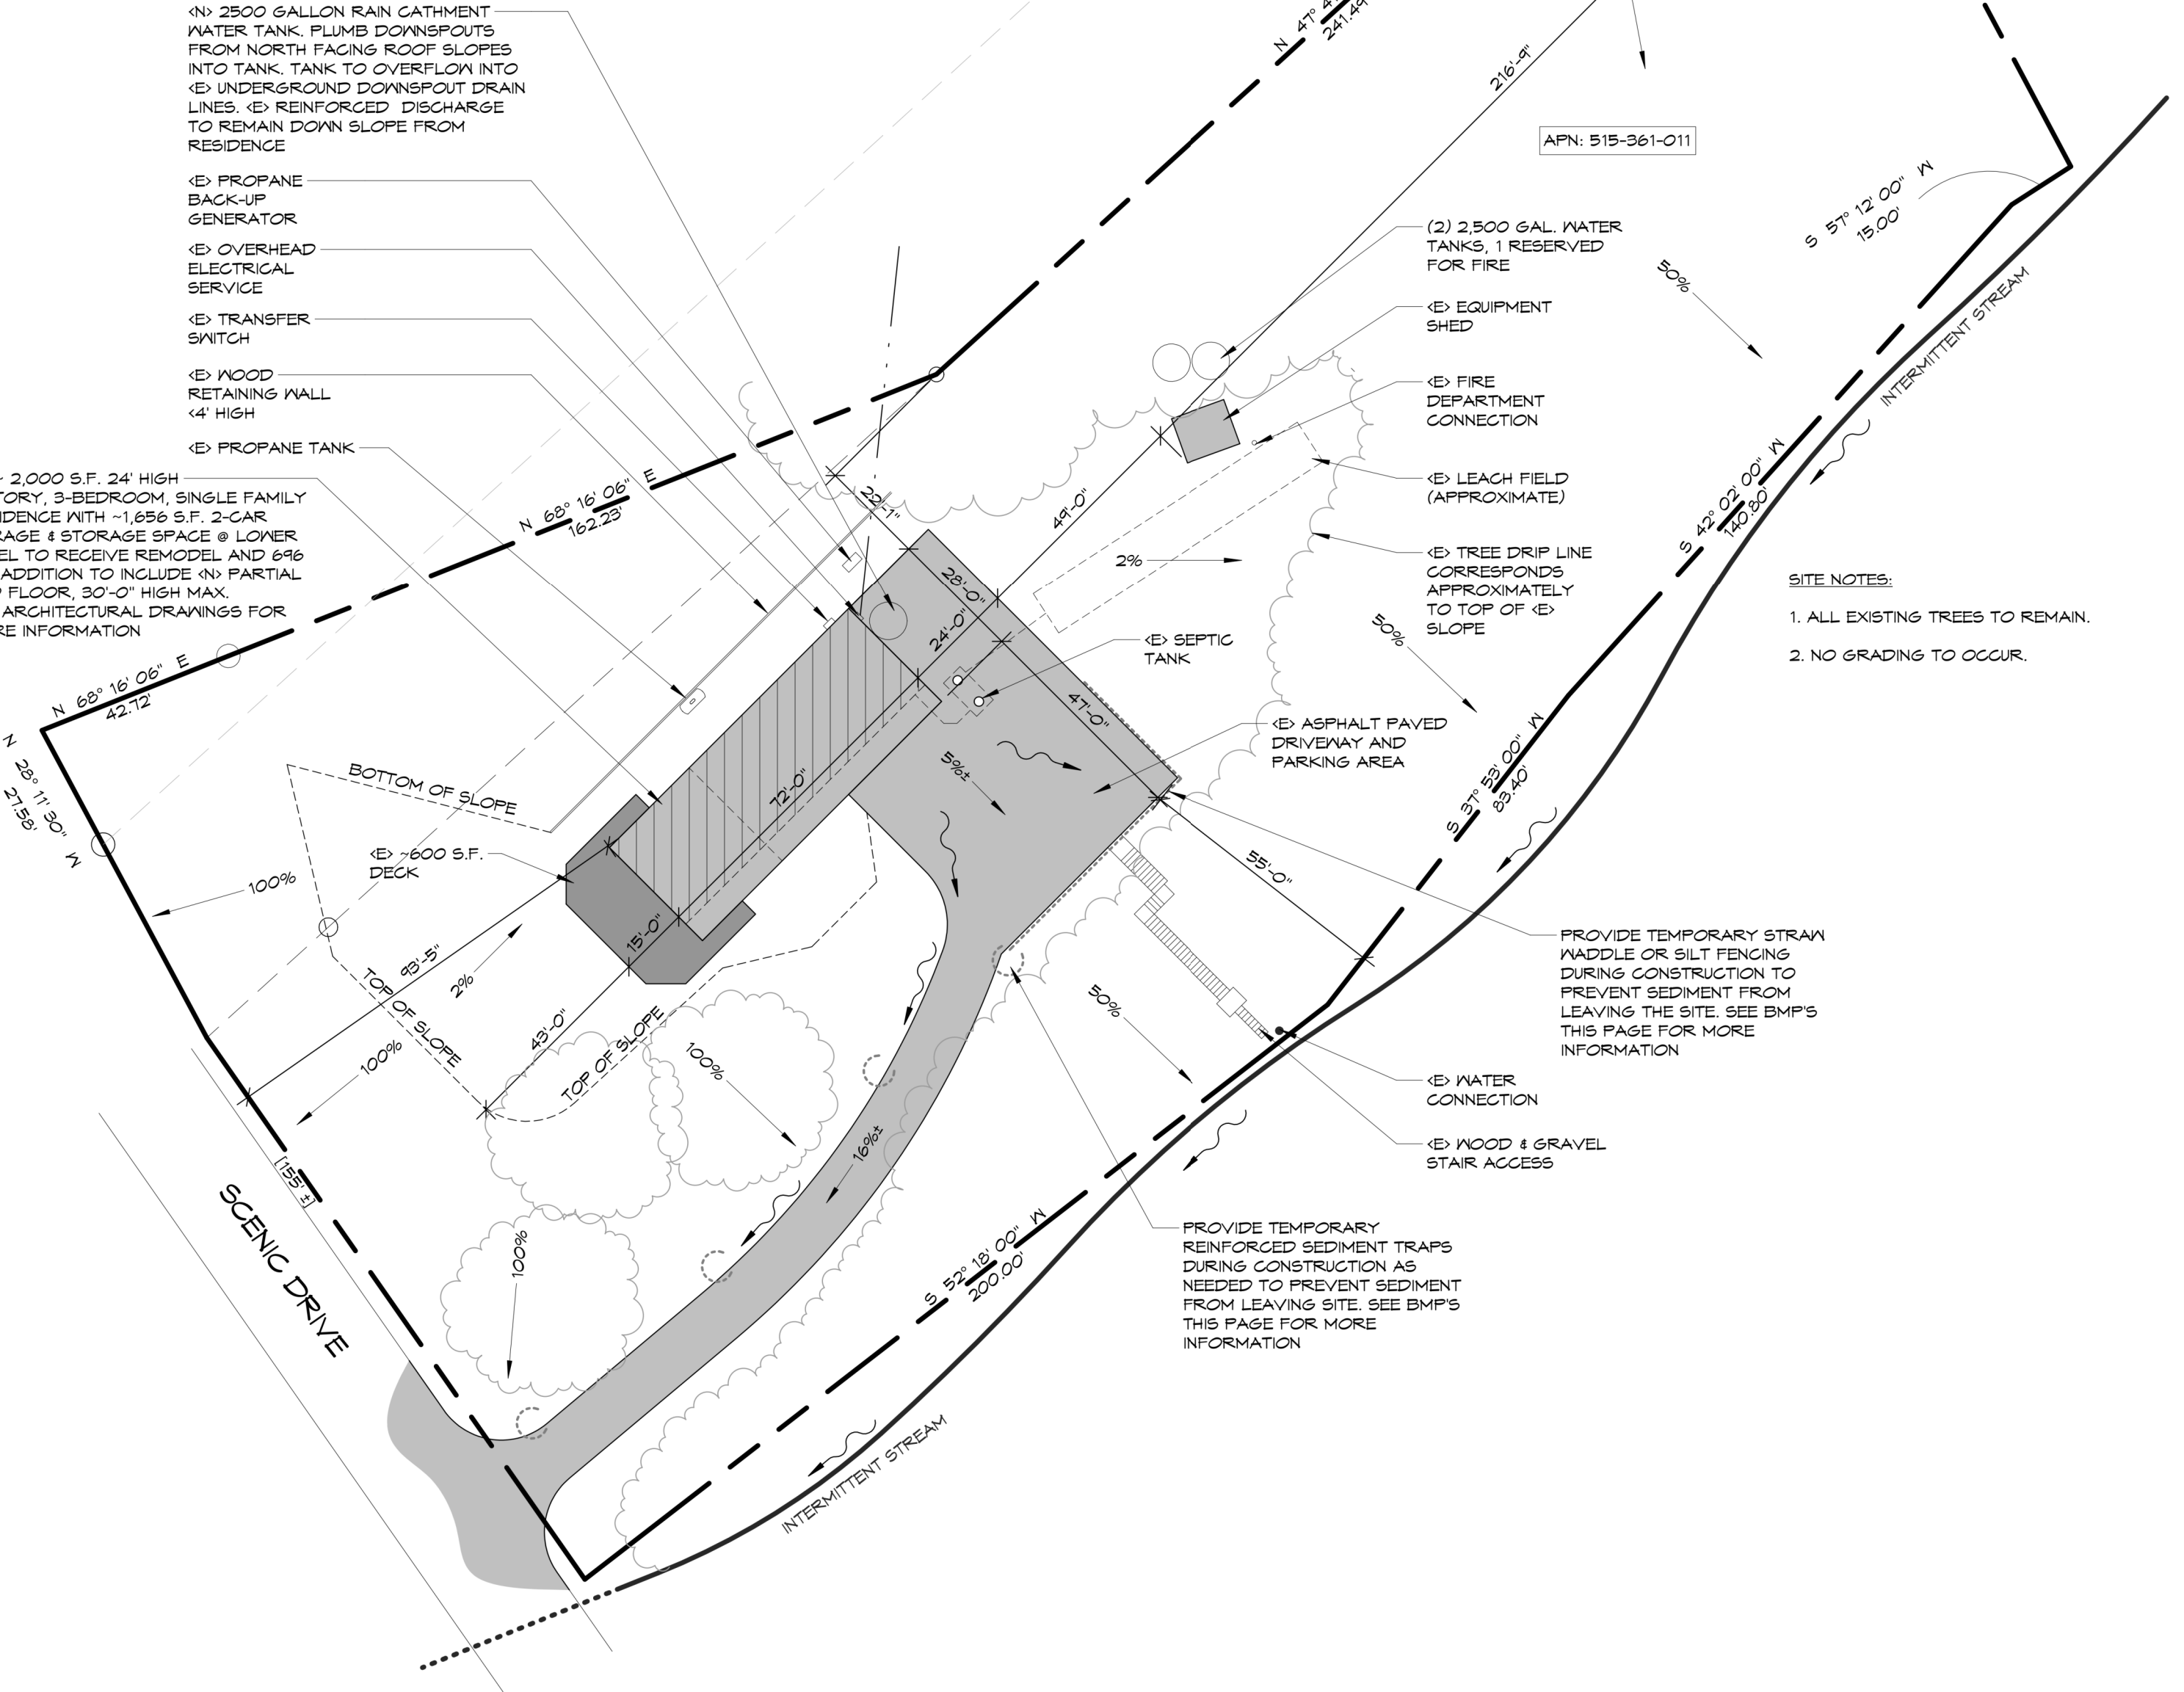 <N> 2500 GALLON RAIN CATHMENT
WATER TANK. PLUMB DOWNSPOUTS
FROM NORTH FACING ROOF SLOPES
INTO TANK. TANK TO OVERFLOW INTO
<E> UNDERGROUND DOWNSPOUT DRAIN
LINES. <E> REINFORCED DISCHARGE
TO REMAIN DOWN SLOPE FROM
RESIDENCE
<E> PROPANE
BACK-UP
GENERATOR
<E> OVERHEAD
ELECTRICAL
SERVICE
<E> TRANSFER
SWITCH
<E> WOOD
RETAINING WALL
<4' HIGH
<E> PROPANE TANK
2,000 S.F. 24' HIGH
TORY, 3-BEDROOM, SINGLE FAMILY
IDENCE WITH ~1,656 S.F. 2-CAR
RAGE & STORAGE SPACE @ LOWER
EL TO RECEIVE REMODEL AND 696
ADDITION TO INCLUDE <N> PARTIAL
FLOOR, 30'-0" HIGH MAX.
ARCHITECTURAL DRAWINGS FOR
RE INFORMATION
N 47°
241.49
216'-9"
APN: 515-361-011
S 57° 12' 00" W
15.00'
(2) 2,500 GAL. WATER
TANKS, 1 RESERVED
FOR FIRE
50%
INTERMITTENT STREAM
<E> EQUIPMENT
SHED
<E> FIRE
DEPARTMENT
CONNECTION
<E> LEACH FIELD
(APPROXIMATE)
<E> TREE DRIP LINE
CORRESPONDS
APPROXIMATELY
TO TOP OF <E>
SLOPE
S 42° 02' 00" W
140.80'
SITE NOTES:
1. ALL EXISTING TREES TO REMAIN.
2. NO GRADING TO OCCUR.
N 68° 16' 06" E
162.23'
22'-1"
49'-0"
2%
28'-0"
24'-0"
50%
<E> SEPTIC
TANK
N 68° 16' 06" E
42.72'
47'-0"
<E> ASPHALT PAVED
DRIVEWAY AND
PARKING AREA
N 28° 11' 30" W
27.58'
BOTTOM OF SLOPE
5%±
72'-0"
S 37° 53' 00" W
83.40'
<E> ~600 S.F.
DECK
100%
55'-0"
93'-5"
2%
15'-0"
TOP OF SLOPE
43'-0"
TOP OF SLOPE
100%
100%
50%
PROVIDE TEMPORARY STRAW
WADDLE OR SILT FENCING
DURING CONSTRUCTION TO
PREVENT SEDIMENT FROM
LEAVING THE SITE. SEE BMP'S
THIS PAGE FOR MORE
INFORMATION
<E> WATER
CONNECTION
<E> WOOD & GRAVEL
STAIR ACCESS
16%±
[155' ±]
SCENIC DRIVE
100%
S 52° 18' 00" W
200.00'
PROVIDE TEMPORARY
REINFORCED SEDIMENT TRAPS
DURING CONSTRUCTION AS
NEEDED TO PREVENT SEDIMENT
FROM LEAVING SITE. SEE BMP'S
THIS PAGE FOR MORE
INFORMATION
INTERMITTENT STREAM